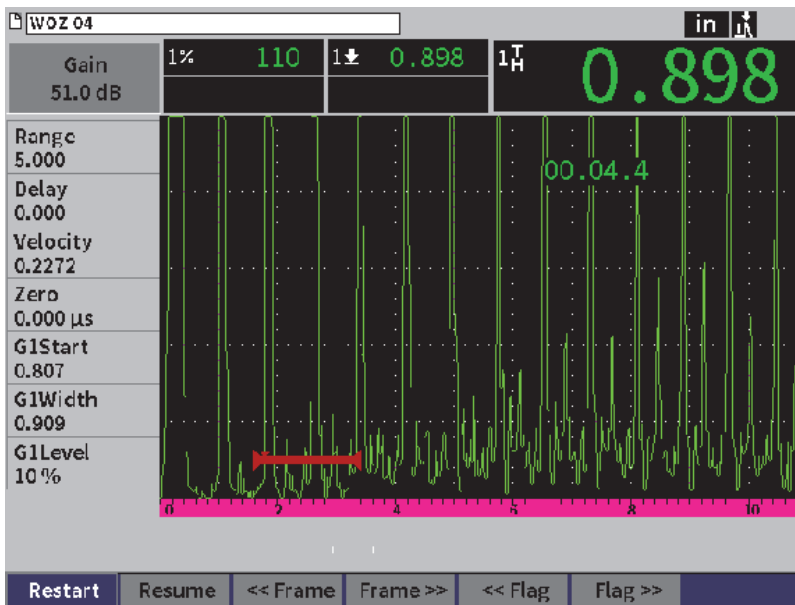 WOZ 04
in
Gain
51.0 dB
1% 110
1 0.898
1 T H 0.898
Range
5.000
Delay
0.000
Velocity
0.2272
Zero
0.000 µs
G1Start
0.807
G1Width
0.909
G1Level
10 %
00.04.4
0 2 4 6 8 10
Restart Resume << Frame Frame >> << Flag Flag >>